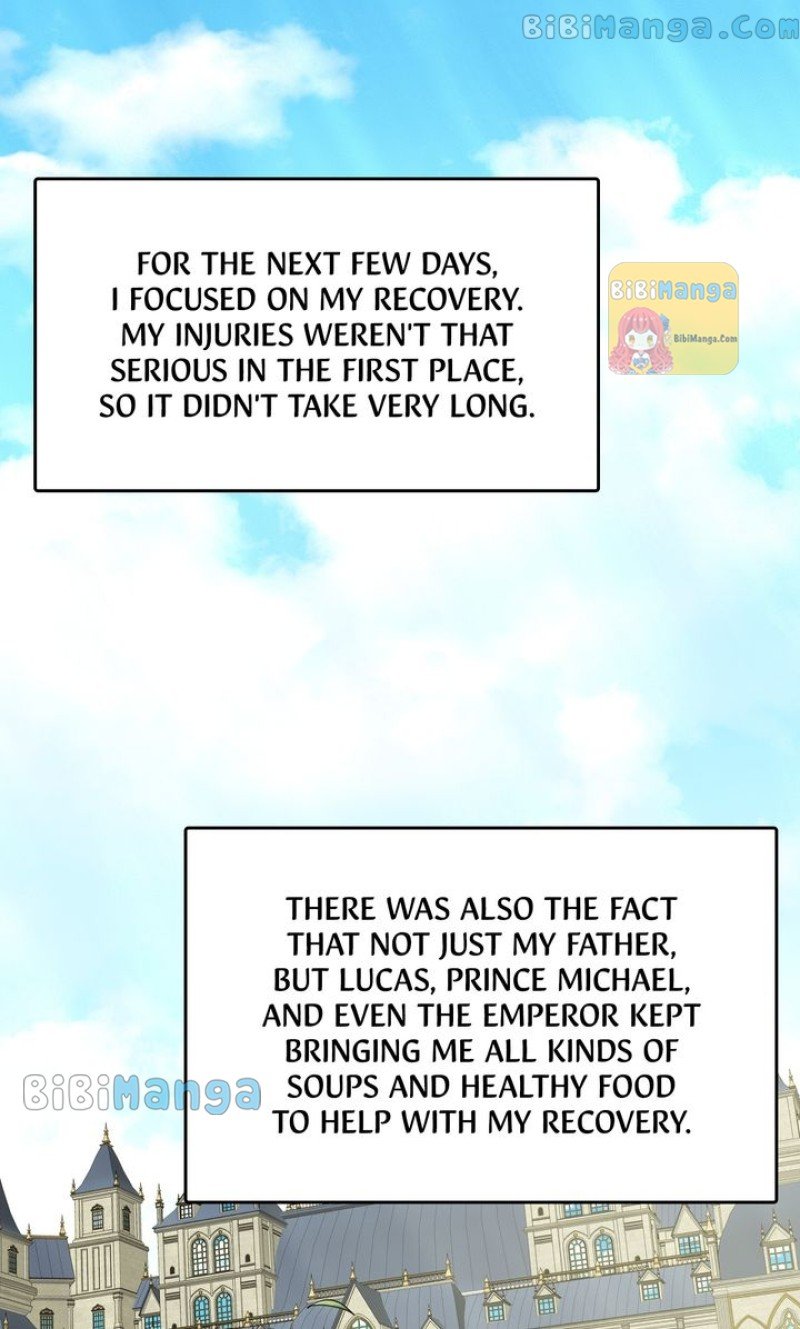 BiBiManga.Com
FOR THE NEXT FEW DAYS,
I FOCUSED ON MY RECOVERY.
MY INJURIES WEREN'T THAT
SERIOUS IN THE FIRST PLACE,
SO IT DIDN'T TAKE VERY LONG.
BiBiManga
BibiManga.Com
THERE WAS ALSO THE FACT
THAT NOT JUST MY FATHER,
BUT LUCAS, PRINCE MICHAEL,
AND EVEN THE EMPEROR KEPT
BRINGING ME ALL KINDS OF
SOUPS AND HEALTHY FOOD
TO HELP WITH MY RECOVERY.
BiBiManga